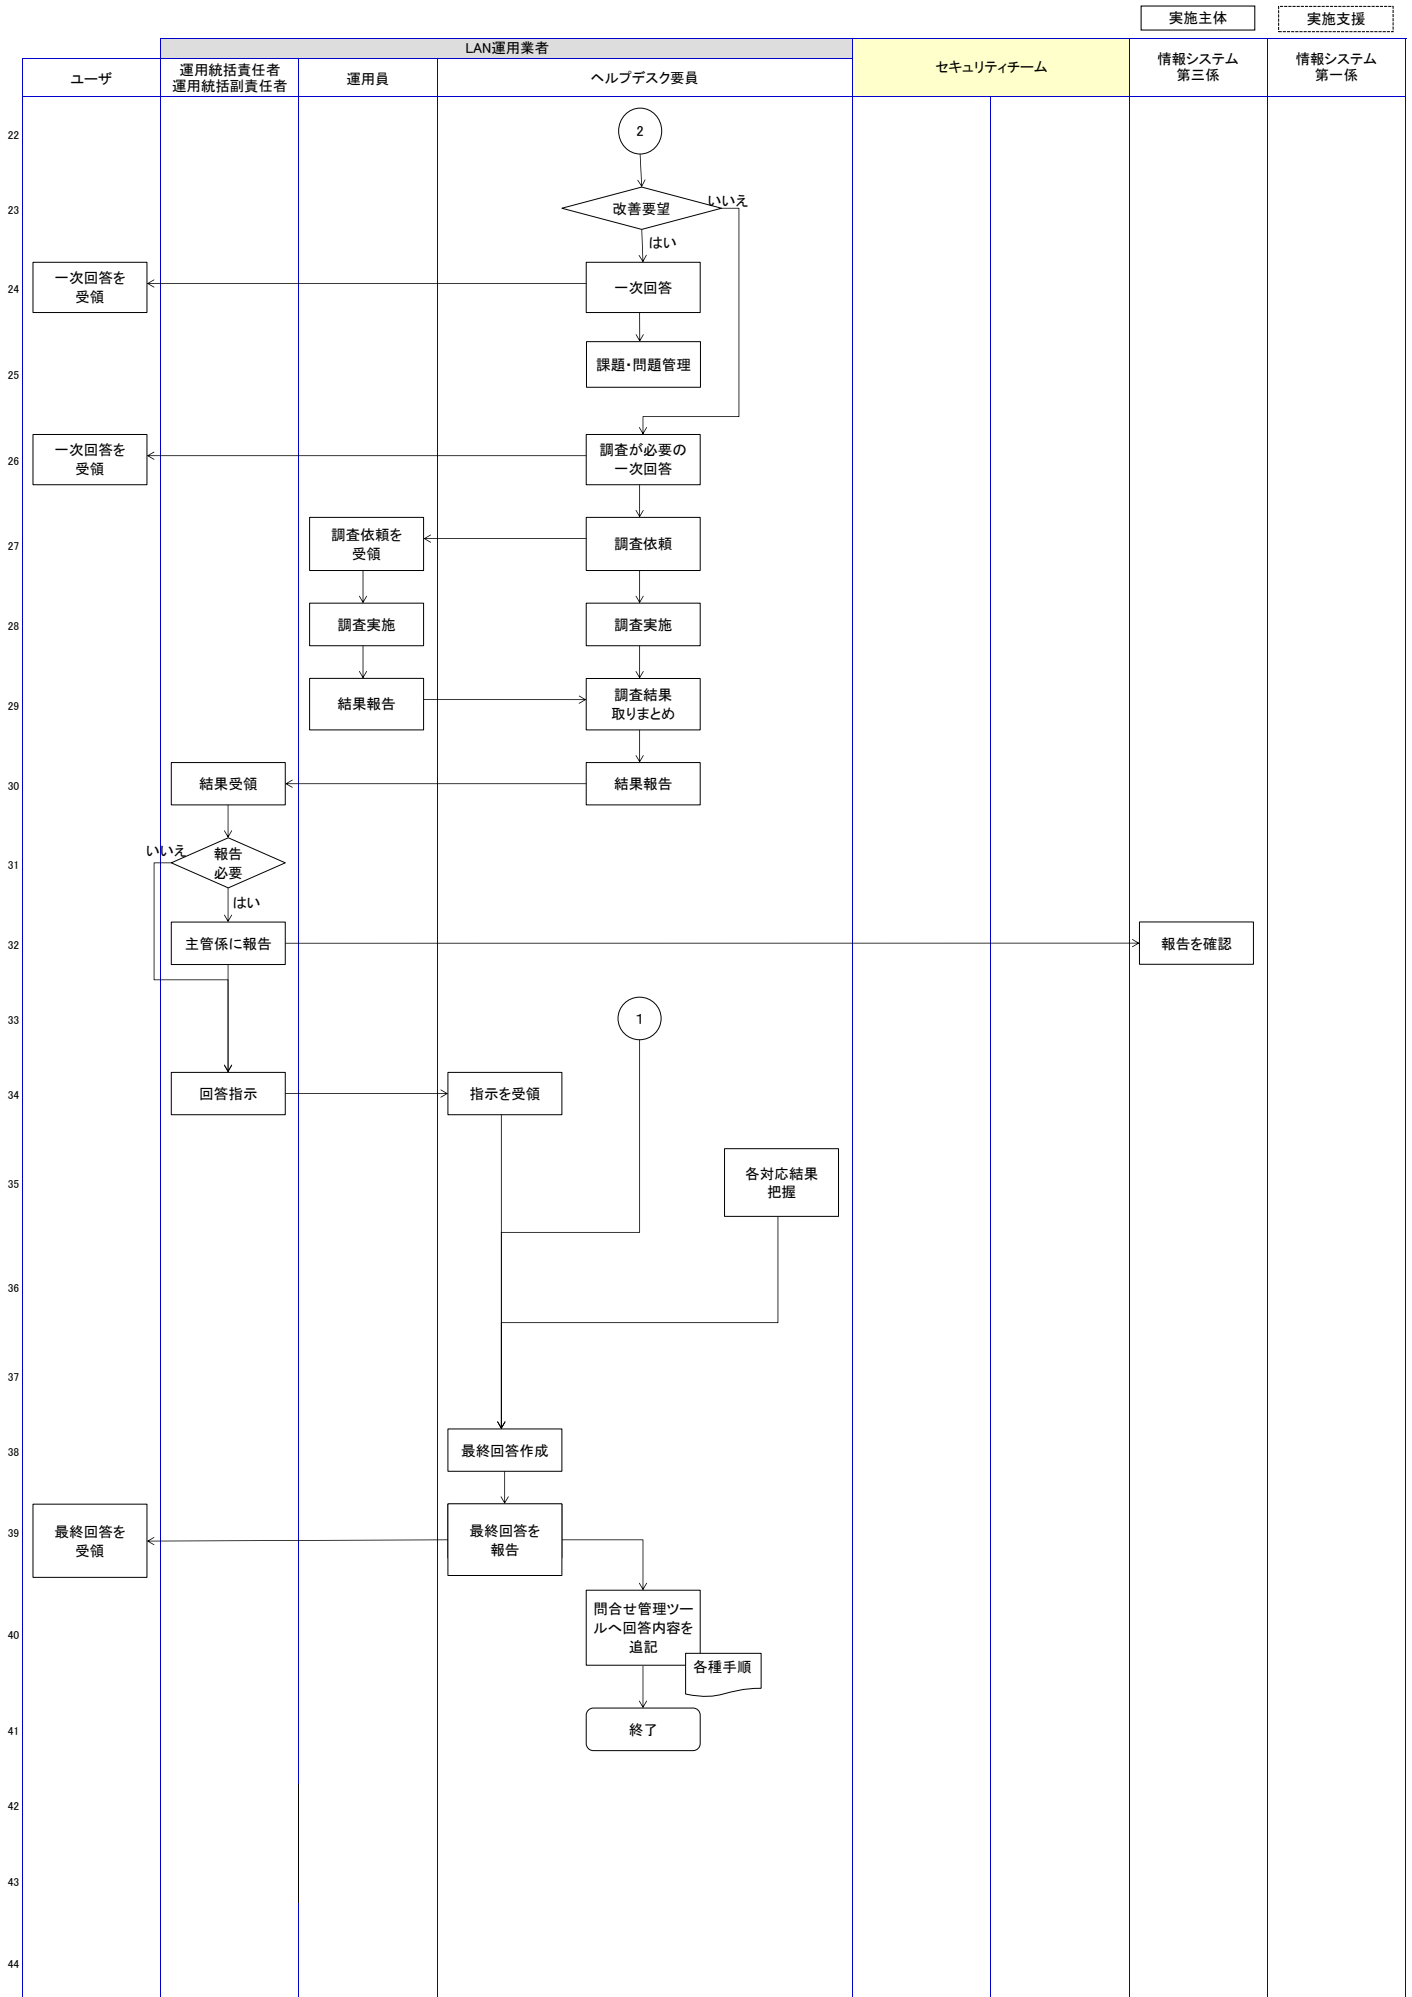 実施主体
実施支援
LAN運用業者
ユーザ
運用統括責任者
運用統括副責任者
運用員
ヘルプデスク要員
セキュリティチーム
情報システム
第三係
情報システム
第一係
22
2
23
改善要望
いいえ
はい
24
一次回答を
受領
一次回答
25
課題・問題管理
26
一次回答を
受領
調査が必要の
一次回答
27
調査依頼を
受領
調査依頼
28
調査実施
調査実施
29
結果報告
調査結果
取りまとめ
30
結果受領
結果報告
31
いいえ
報告
必要
はい
32
主管係に報告
報告を確認
33
1
34
回答指示
指示を受領
35
各対応結果
把握
36
37
38
最終回答作成
39
最終回答を
受領
最終回答を
報告
40
問合せ管理ツー
ルへ回答内容を
追記
各種手順
41
終了
42
43
44